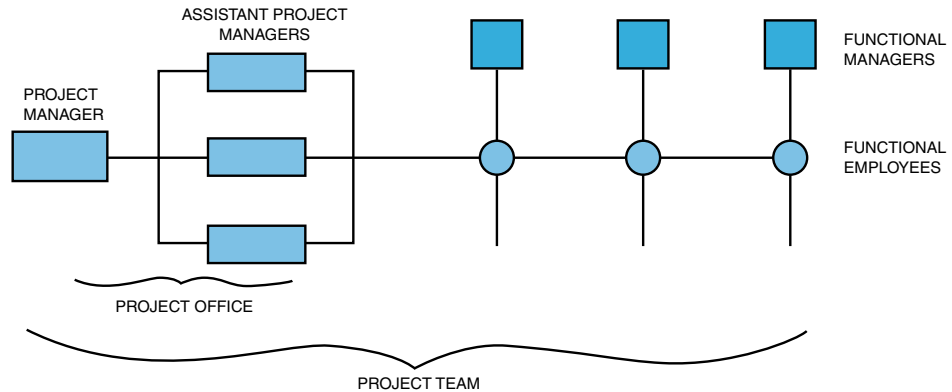 ASSISTANT PROJECT
MANAGERS
PROJECT
MANAGER
FUNCTIONAL
MANAGERS
FUNCTIONAL
EMPLOYEES
PROJECT OFFICE
PROJECT TEAM